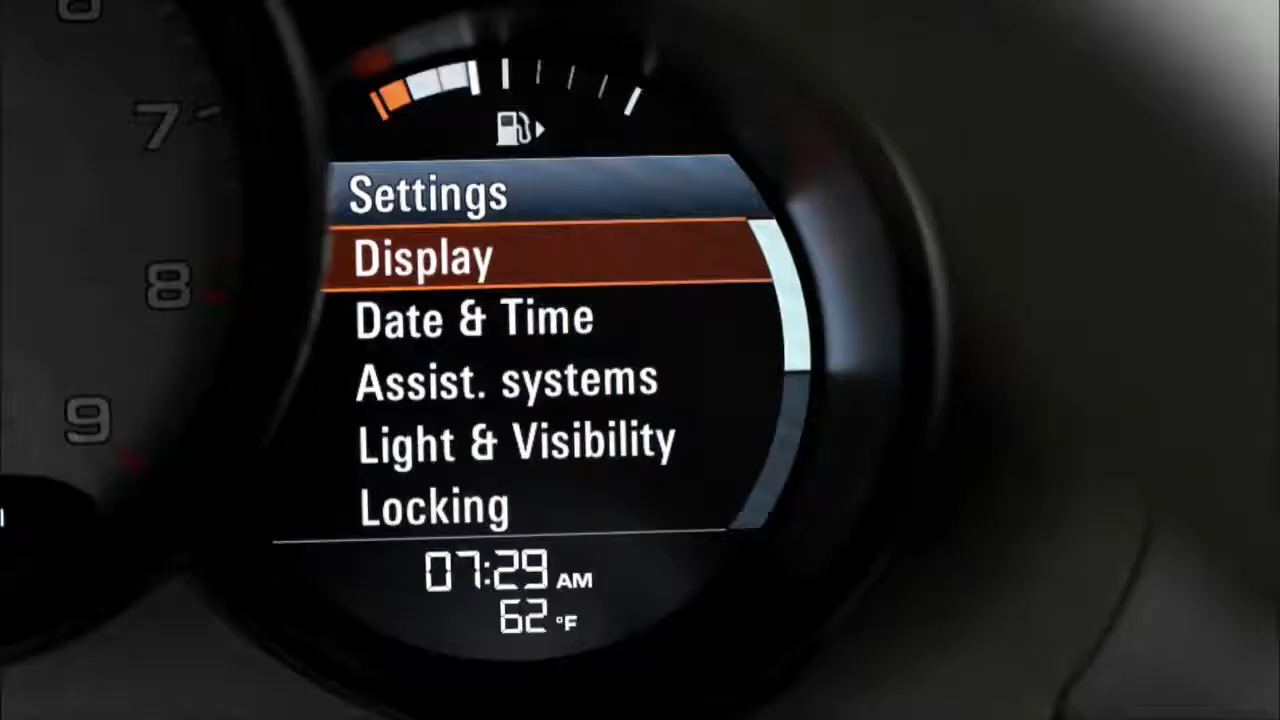 7
8
9
Settings
Display
Date & Time
Assist. systems
Light & Visibility
Locking
07:29 AM
62 °F